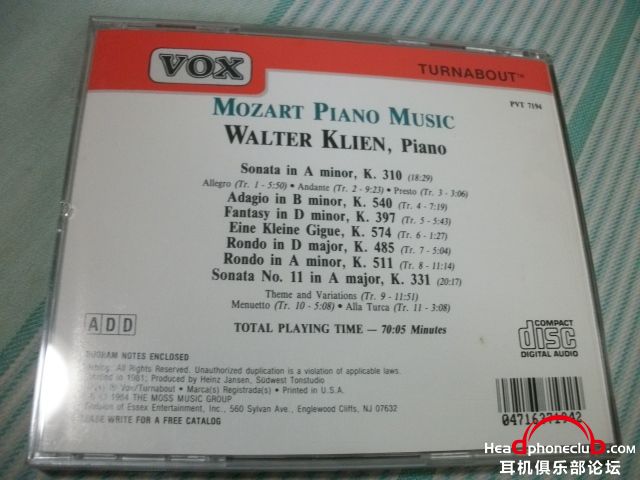 VOX
TURNABOUT™
MOZART PIANO MUSIC
PVT 7194
WALTER KLIEN, Piano
Sonata in A minor, K. 310 (18:29)
Allegro (Tr. 1 - 5:50) • Andante (Tr. 2 - 9:23) • Presto (Tr. 3 - 3:06)
Adagio in B minor, K. 540 (Tr. 4 - 7:19)
Fantasy in D minor, K. 397 (Tr. 5 - 5:43)
Eine Kleine Gigue, K. 574 (Tr. 6 - 1:27)
Rondo in D major, K. 485 (Tr. 7 - 5:04)
Rondo in A minor, K. 511 (Tr. 8 - 11:14)
Sonata No. 11 in A major, K. 331 (20:17)
Theme and Variations (Tr. 9 - 11:51)
Menuetto (Tr. 10 - 5:08) • Alla Turca (Tr. 11 - 3:08)
TOTAL PLAYING TIME — 70:05 Minutes
ADD
COMPACT
disc
DIGITAL AUDIO
NOTES ENCLOSED
All Rights Reserved. Unauthorized duplication is a violation of applicable laws.
in 1981; Produced by Heinz Jansen, Südwest Tonstudio
Vox/Turnabout • Marca(s) Registrada(s) • Printed in U.S.A.
THE MOSS MUSIC GROUP
of Essex Entertainment, Inc., 560 Sylvan Ave., Englewood Cliffs, NJ 07632
WRITE FOR A FREE CATALOG
Headphoneclub.com
耳机俱乐部论坛